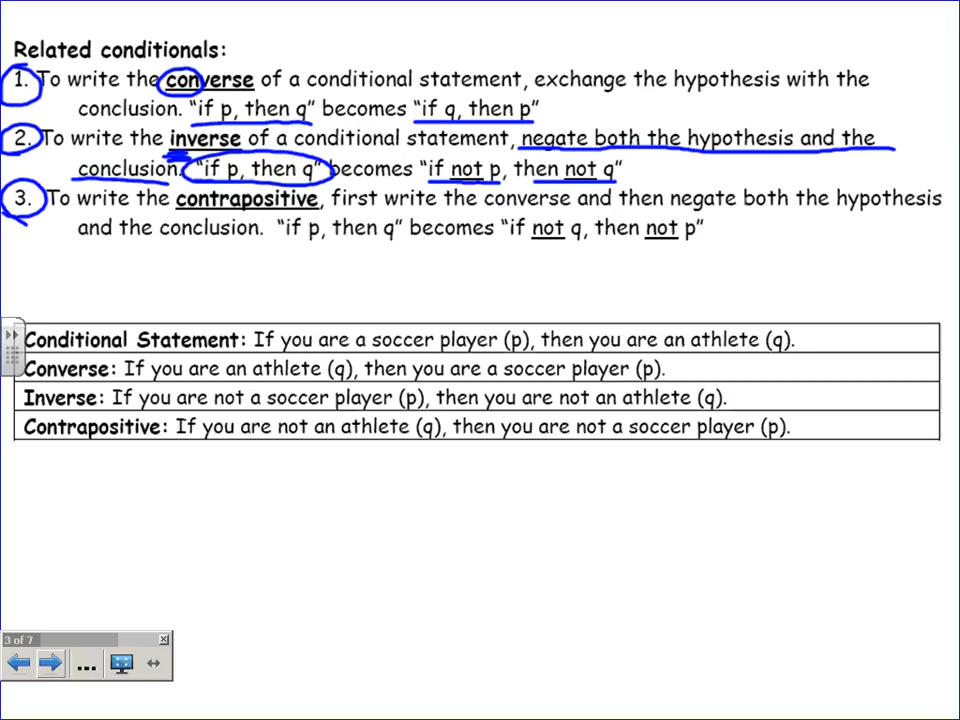 Related conditionals:
1. To write the converse of a conditional statement, exchange the hypothesis with the
conclusion. "if p, then q" becomes "if q, then p"
2. To write the inverse of a conditional statement, negate both the hypothesis and the
conclusion. "if p, then q" becomes "if not p, then not q"
3. To write the contrapositive, first write the converse and then negate both the hypothesis
and the conclusion. "if p, then q" becomes "if not q, then not p"
Conditional Statement: If you are a soccer player (p), then you are an athlete (q).
Converse: If you are an athlete (q), then you are a soccer player (p).
Inverse: If you are not a soccer player (p), then you are not an athlete (q).
Contrapositive: If you are not an athlete (q), then you are not a soccer player (p).
3 of 7